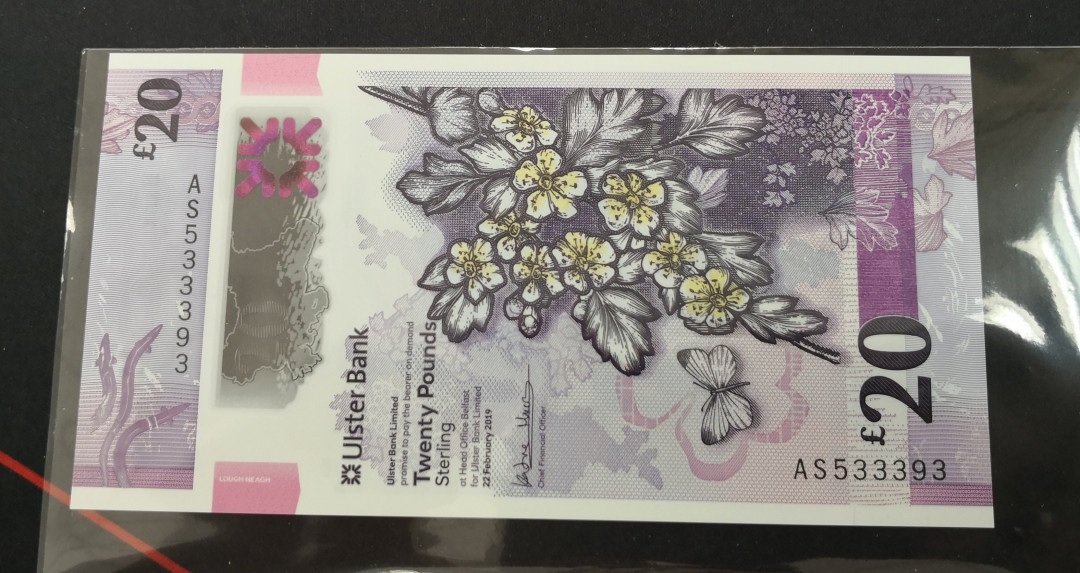 £20
AS533393
LOUGH NEAGH
Ulster Bank
Ulster Bank Limited
promise to pay the bearer on demand
Twenty Pounds
Sterling
at Head Office Belfast
for Ulster Bank Limited
22 February 2019
Chief Financial Officer
£20
AS533393